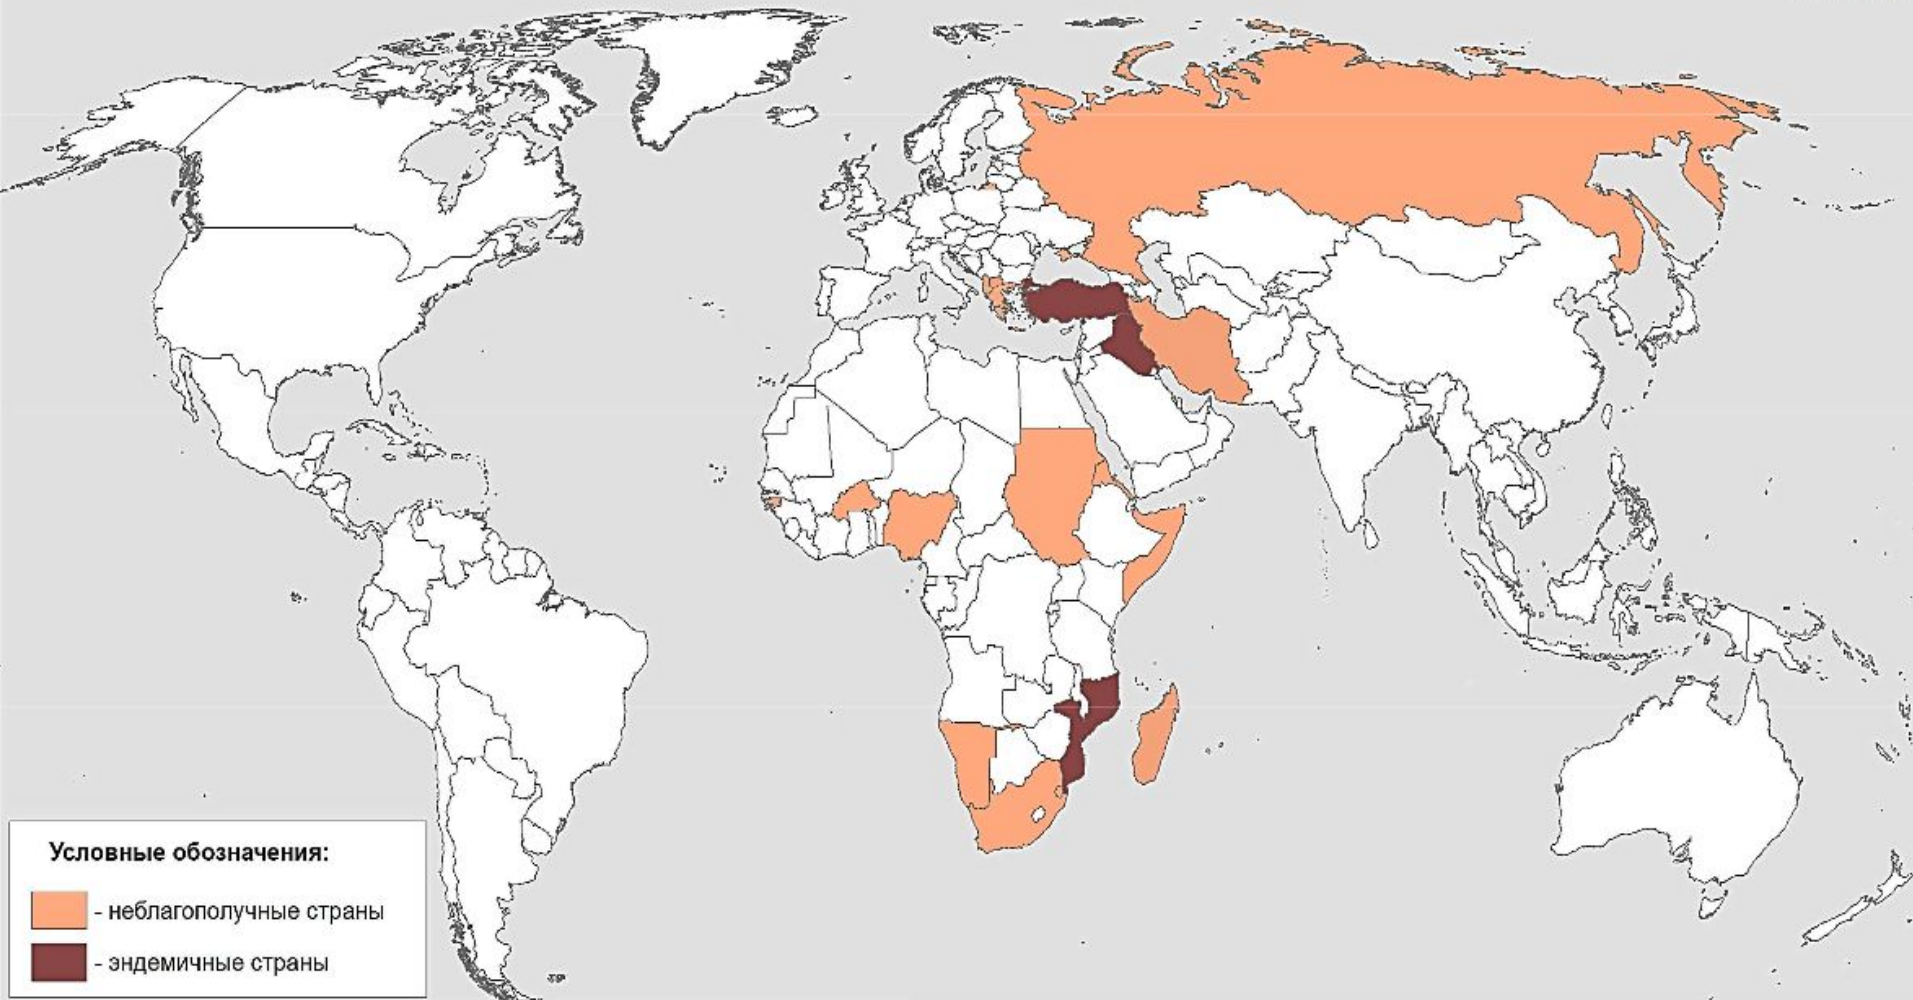 Условные обозначения:
- неблагополучные страны
- эндемичные страны